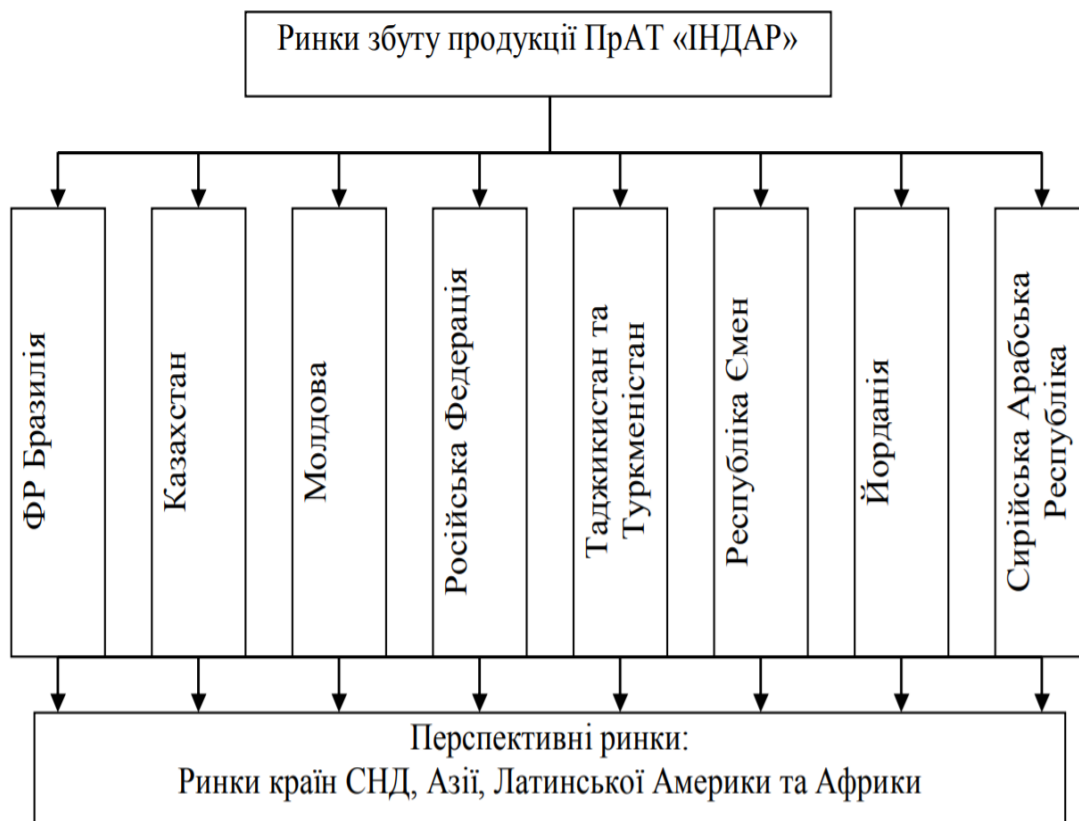 Ринки збуту продукції ПрАТ «ІНДАР»
ФР Бразилія
Казахстан
Молдова
Російська Федерація
Таджикистан та
Туркменістан
Республіка Ємен
Йорданія
Сирійська Арабська
Республіка
Перспективні ринки:
Ринки країн СНД, Азії, Латинської Америки та Африки